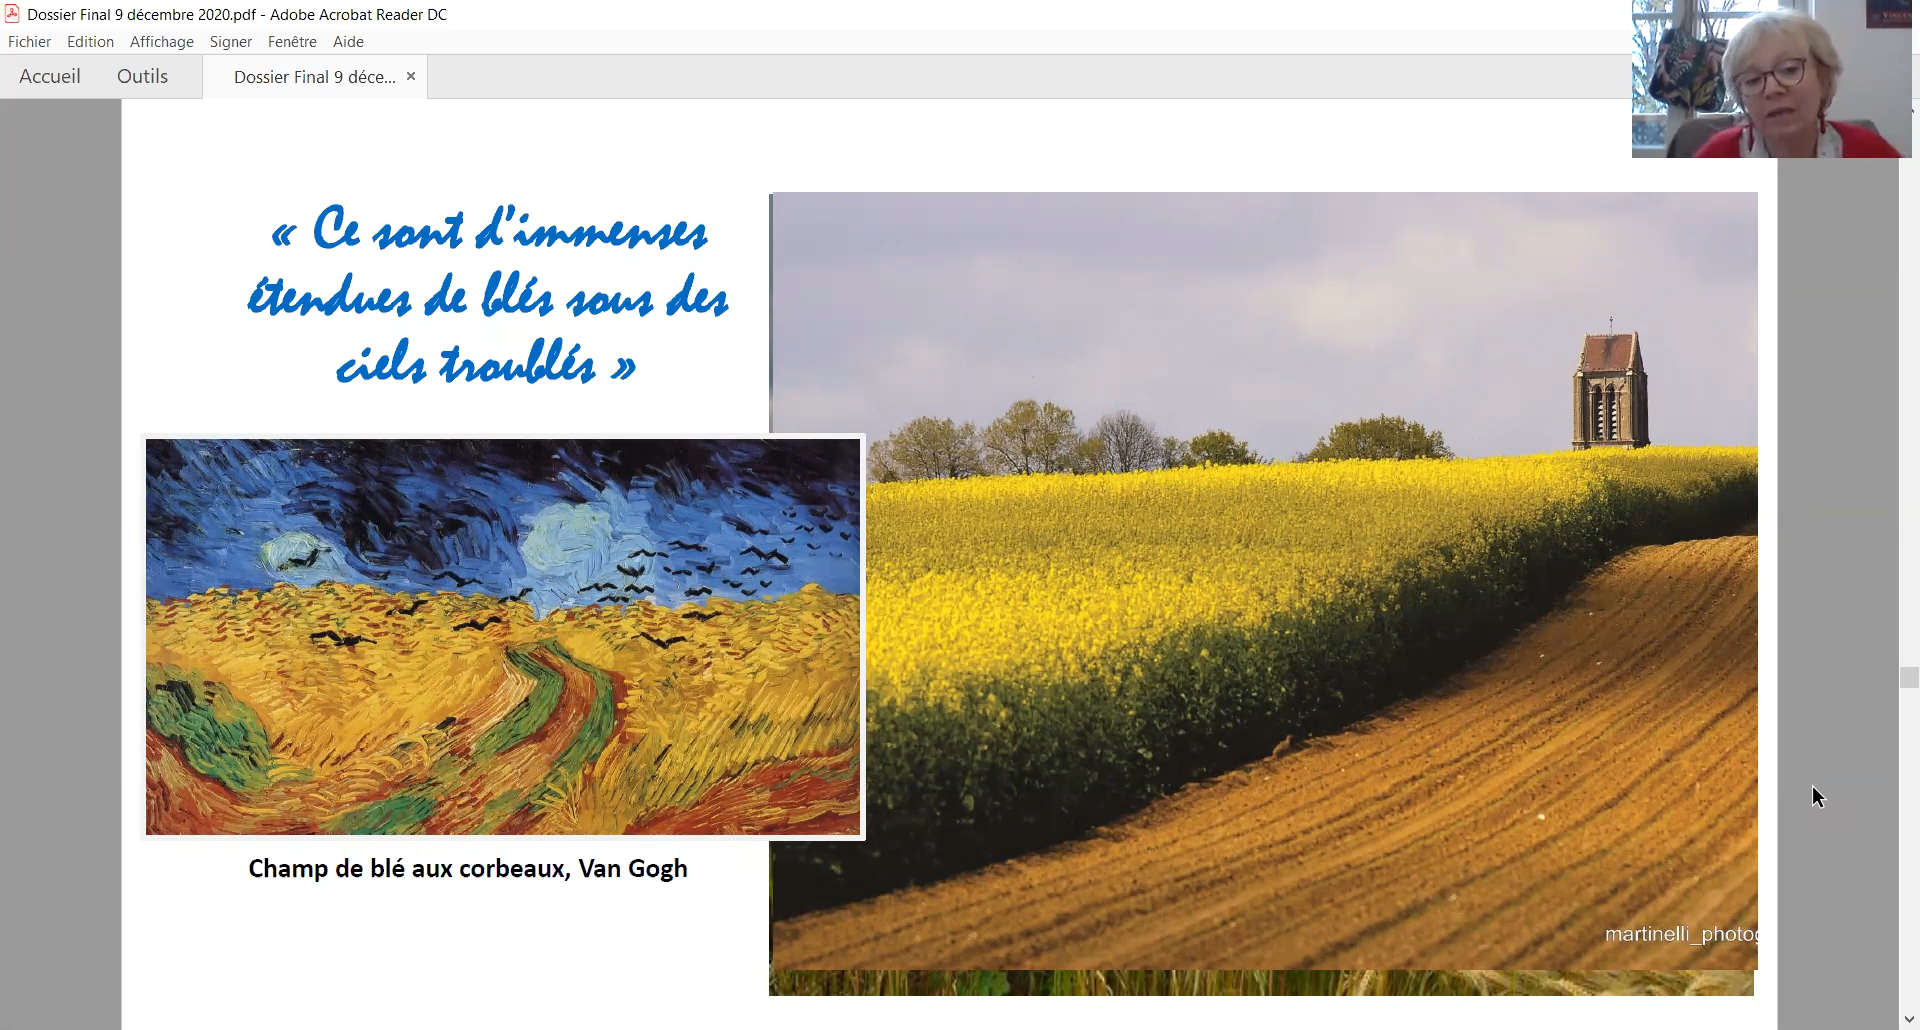 Dossier Final 9 décembre 2020.pdf - Adobe Acrobat Reader DC
Fichier Edition Affichage Signer Fenêtre Aide
Accueil Outils Dossier Final 9 déce... ×
« Ce sont d'immenses
étendues de blés sous des
ciels troublés »
Champ de blé aux corbeaux, Van Gogh
martinelli_photog
VINCEN